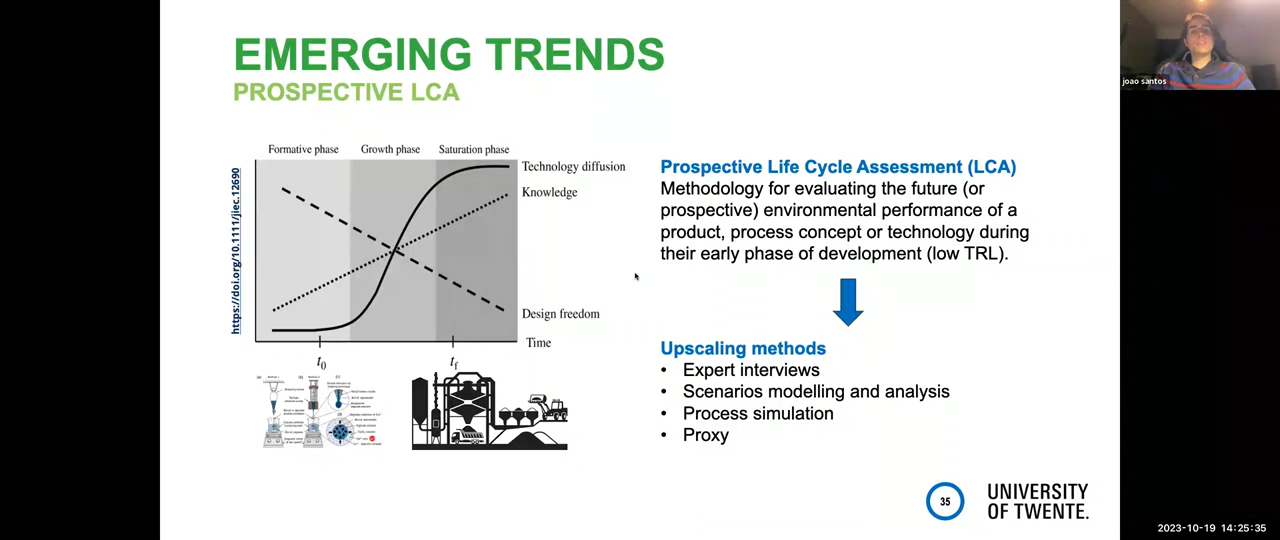 EMERGING TRENDS
PROSPECTIVE LCA
joao santos
https://doi.org/10.1111/jiec.12690
Formative phase
Growth phase
Saturation phase
Technology diffusion
Knowledge
Design freedom
Time
t0
tf
Prospective Life Cycle Assessment (LCA)
Methodology for evaluating the future (or
prospective) environmental performance of a
product, process concept or technology during
their early phase of development (low TRL).
Upscaling methods
• Expert interviews
• Scenarios modelling and analysis
• Process simulation
• Proxy
35
UNIVERSITY
OF TWENTE.
2023-10-19 14:25:35